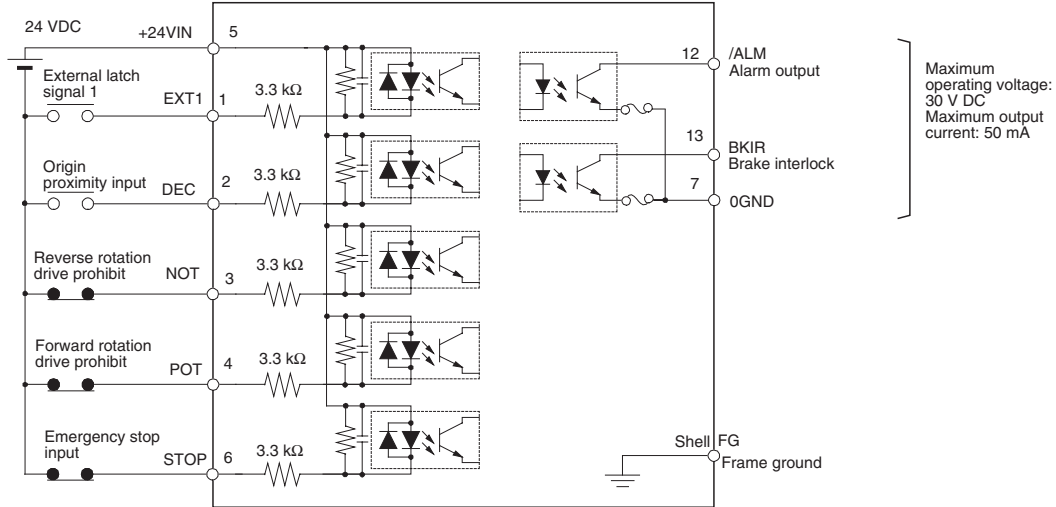 24 VDC
+24VIN
5
External latch
signal 1
EXT1
1
3.3 kΩ
Origin
proximity input
DEC
2
3.3 kΩ
Reverse rotation
drive prohibit
NOT
3
3.3 kΩ
Forward rotation
drive prohibit
POT
4
3.3 kΩ
Emergency stop
input
STOP
6
3.3 kΩ
12
/ALM
Alarm output
13
BKIR
Brake interlock
7
0GND
Maximum
operating voltage:
30 V DC
Maximum output
current: 50 mA
Shell
FG
Frame ground